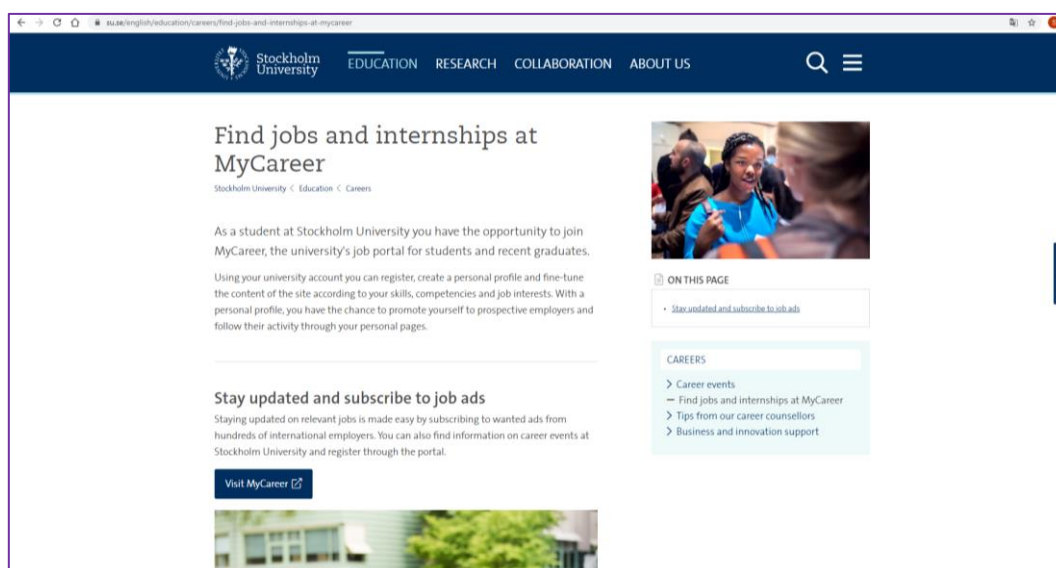 su.se/english/education/careers/find-jobs-and-internships-at-mycareer
Stockholm
University
EDUCATION RESEARCH COLLABORATION ABOUT US
Find jobs and internships at
MyCareer
Stockholm University < Education < Careers
As a student at Stockholm University you have the opportunity to join
MyCareer, the university's job portal for students and recent graduates.
Using your university account you can register, create a personal profile and fine-tune
the content of the site according to your skills, competencies and job interests. With a
personal profile, you have the chance to promote yourself to prospective employers and
follow their activity through your personal pages.
Stay updated and subscribe to job ads
Staying updated on relevant jobs is made easy by subscribing to wanted ads from
hundreds of international employers. You can also find information on career events at
Stockholm University and register through the portal.
Visit MyCareer
ON THIS PAGE
• Stay updated and subscribe to job ads
CAREERS
> Career events
– Find jobs and internships at MyCareer
> Tips from our career counsellors
> Business and innovation support